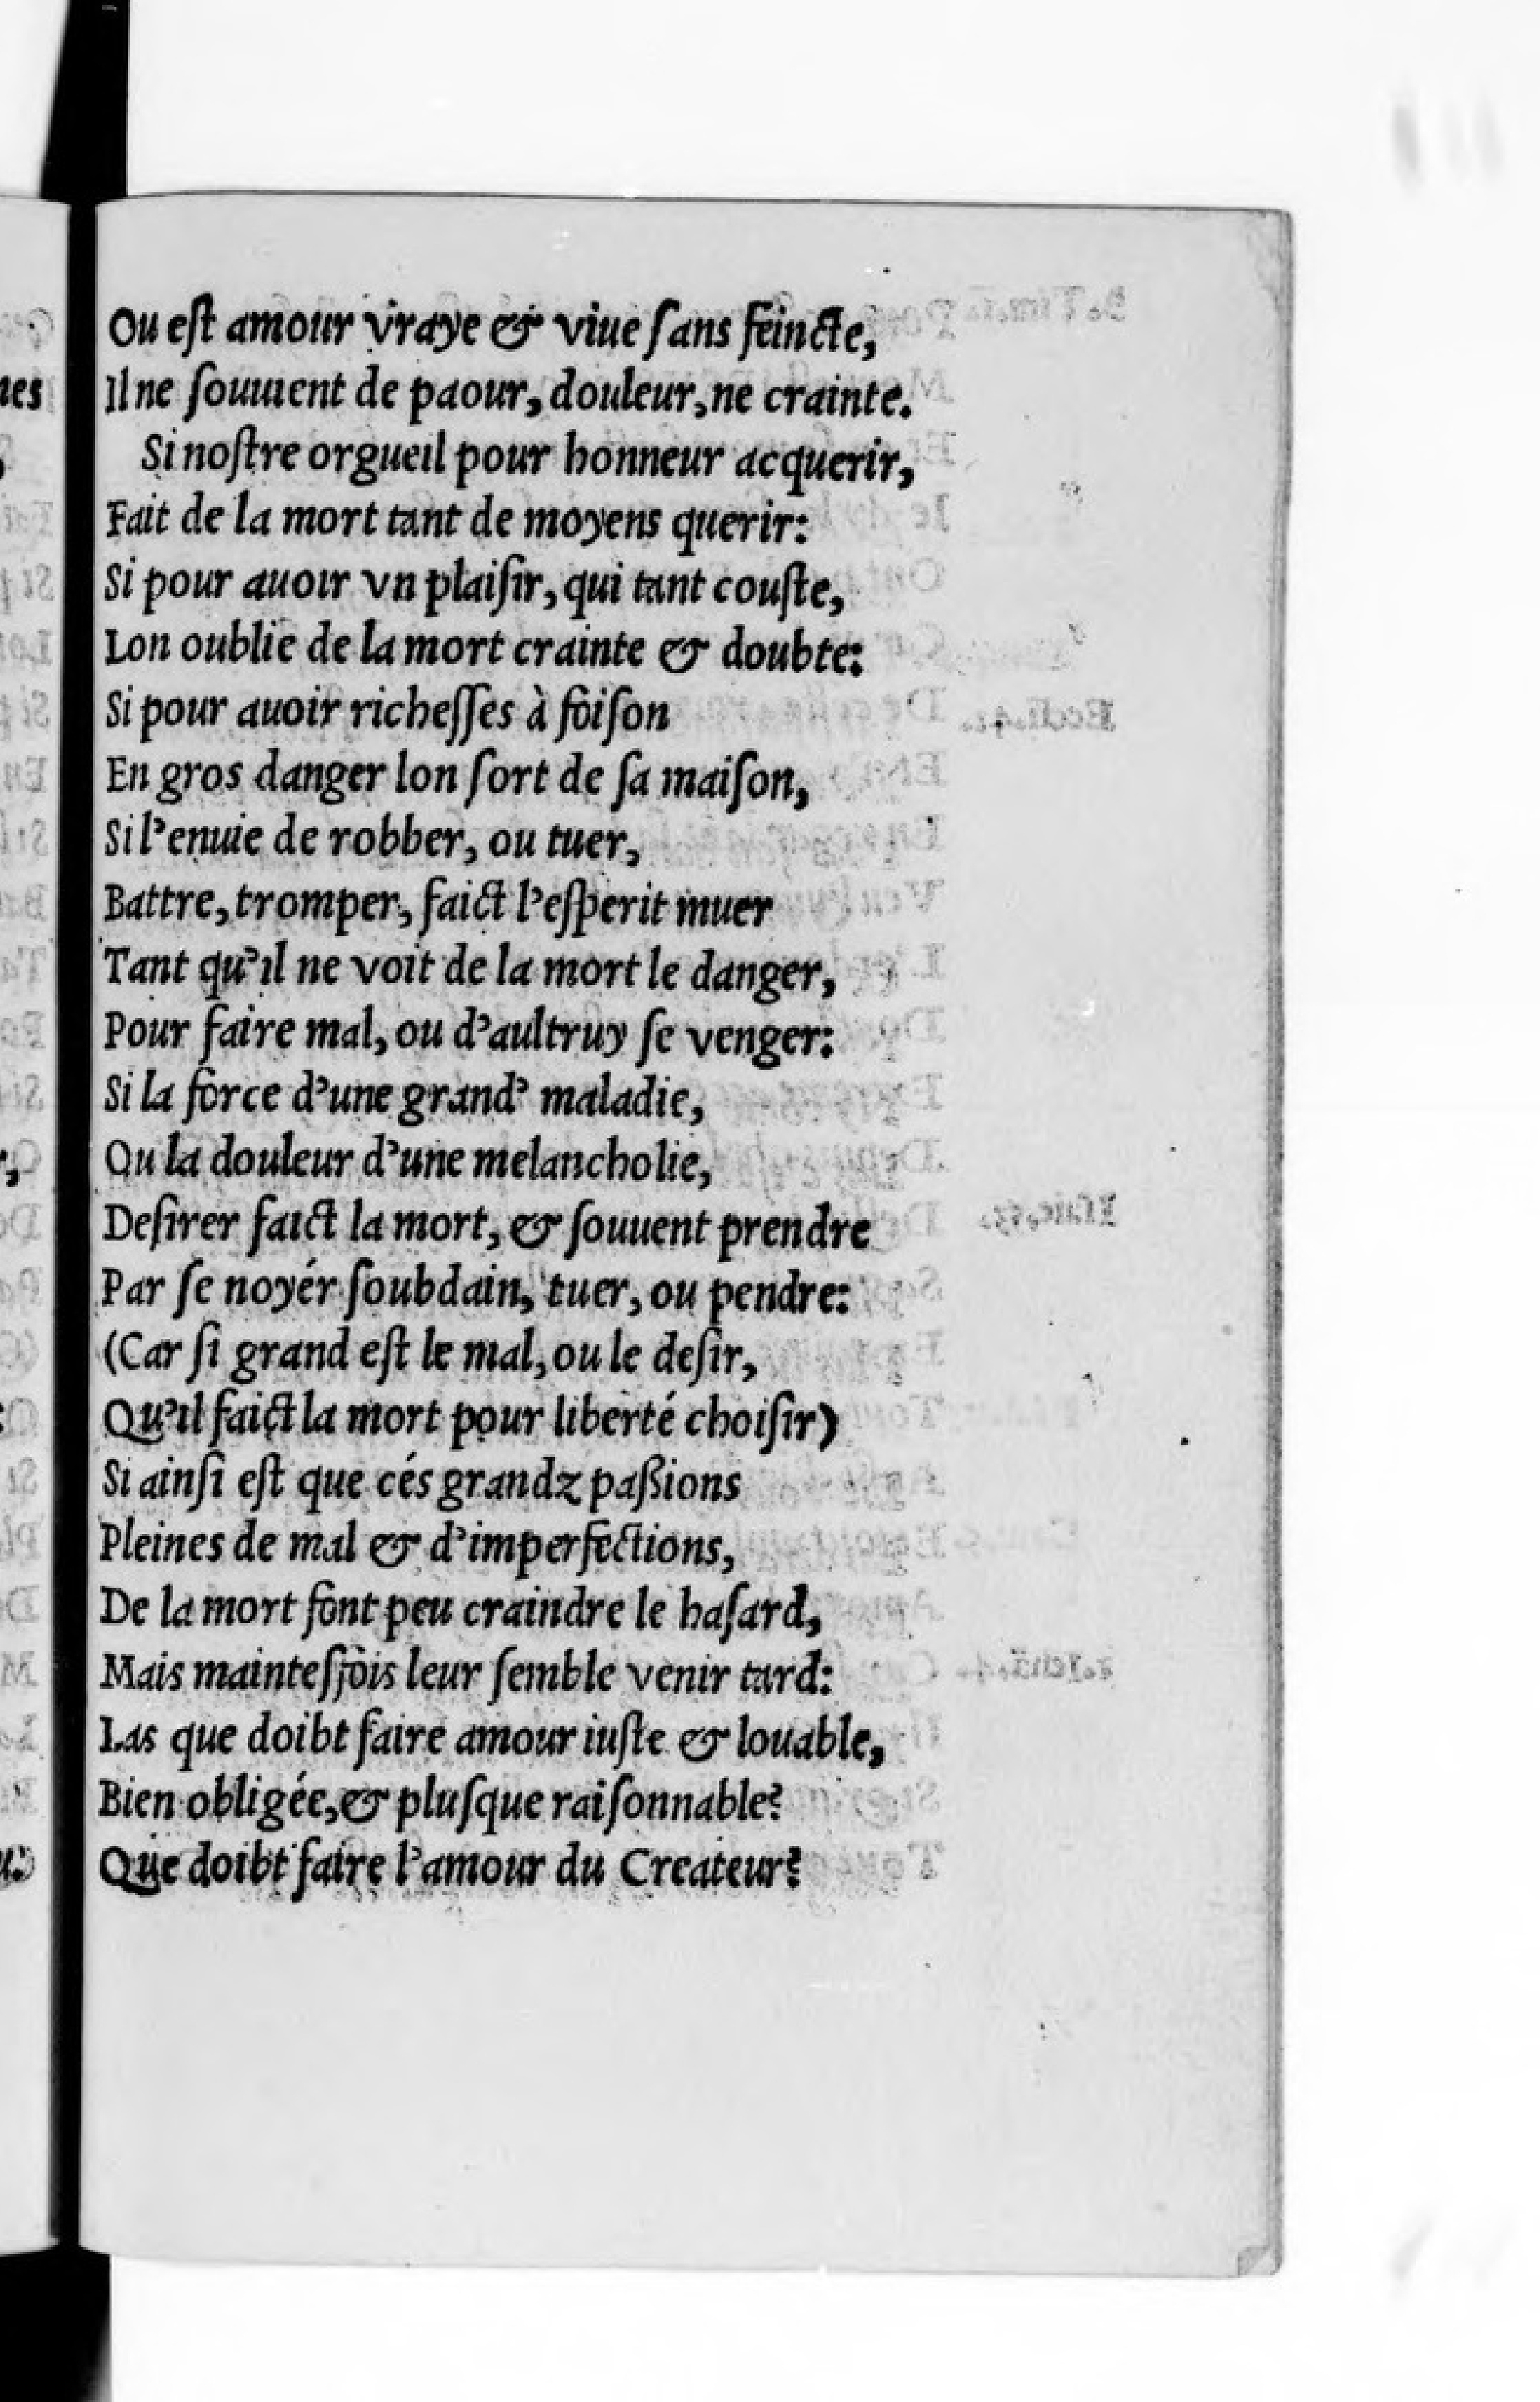 Ou eſt amour vraye & viue ſans feincte,
Il ne ſouuient de paour, douleur, ne crainte.
Si noſtre orgueil pour honneur acquerir,
Fait de la mort tant de moyens querir:
Si pour auoir vn plaiſir, qui tant couſte,
Lon oublie de la mort crainte & doubte:
Si pour auoir richeſſes à foiſon
En gros danger lon ſort de ſa maiſon,
Si l'enuie de robber, ou tuer,
Battre, tromper, faict l'eſperit muer
Tant qu'il ne voit de la mort le danger,
Pour faire mal, ou d'aultruy ſe venger:
Si la force d'une grand' maladie,
Ou la douleur d'une melancholie,
Deſirer faict la mort, & ſouuent prendre
Par ſe noyér ſoubdain, tuer, ou pendre:
(Car ſi grand eſt le mal, ou le deſir,
Qu'il faict la mort pour liberté choiſir)
Si ainſi eſt que cés grandz paßions
Pleines de mal & d'imperfections,
De la mort font peu craindre le haſard,
Mais mainteſfois leur ſemble venir tard:
Las que doibt faire amour iuſte & louable,
Bien obligée, & pluſque raiſonnable?
Que doibt faire l'amour du Createur?